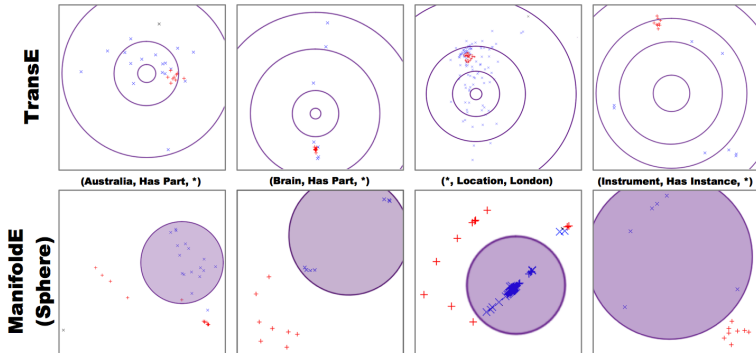 TransE
(Australia, Has Part, *)
(Brain, Has Part, *)
(*, Location, London)
(Instrument, Has Instance, *)
ManifoldE
(Sphere)